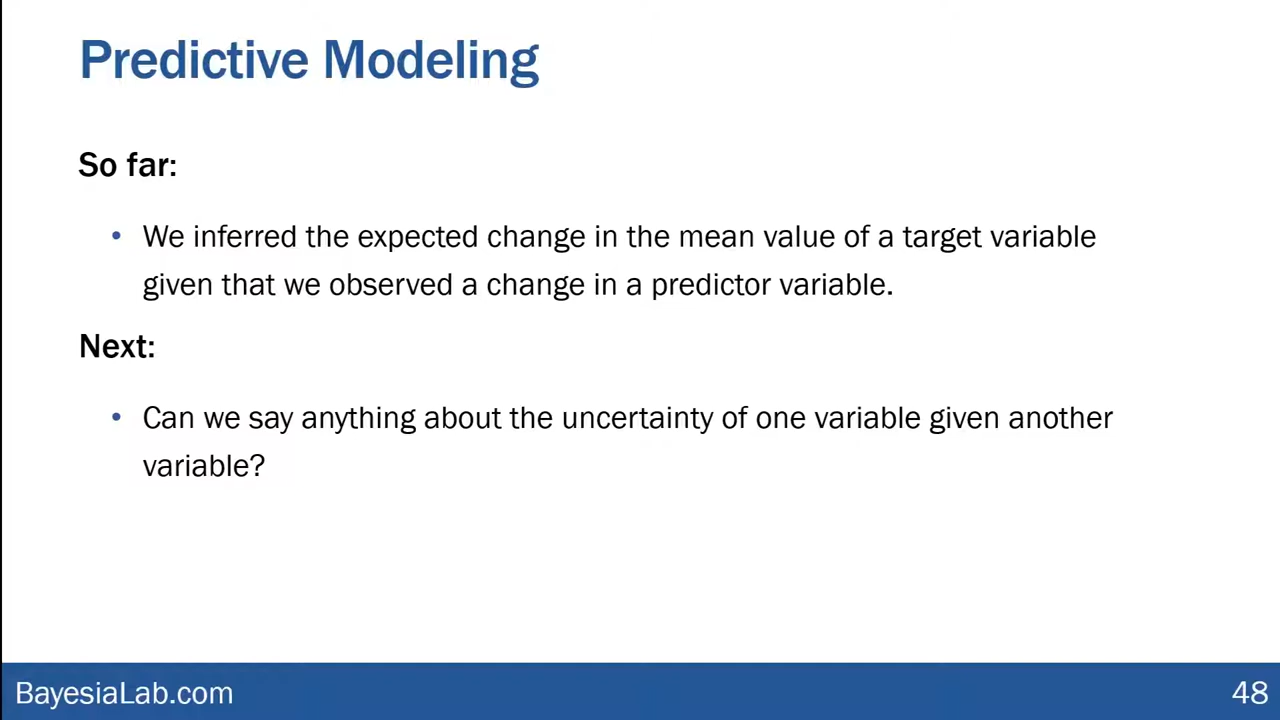 Predictive Modeling
So far:
• We inferred the expected change in the mean value of a target variable
given that we observed a change in a predictor variable.
Next:
• Can we say anything about the uncertainty of one variable given another
variable?
BayesiaLab.com
48